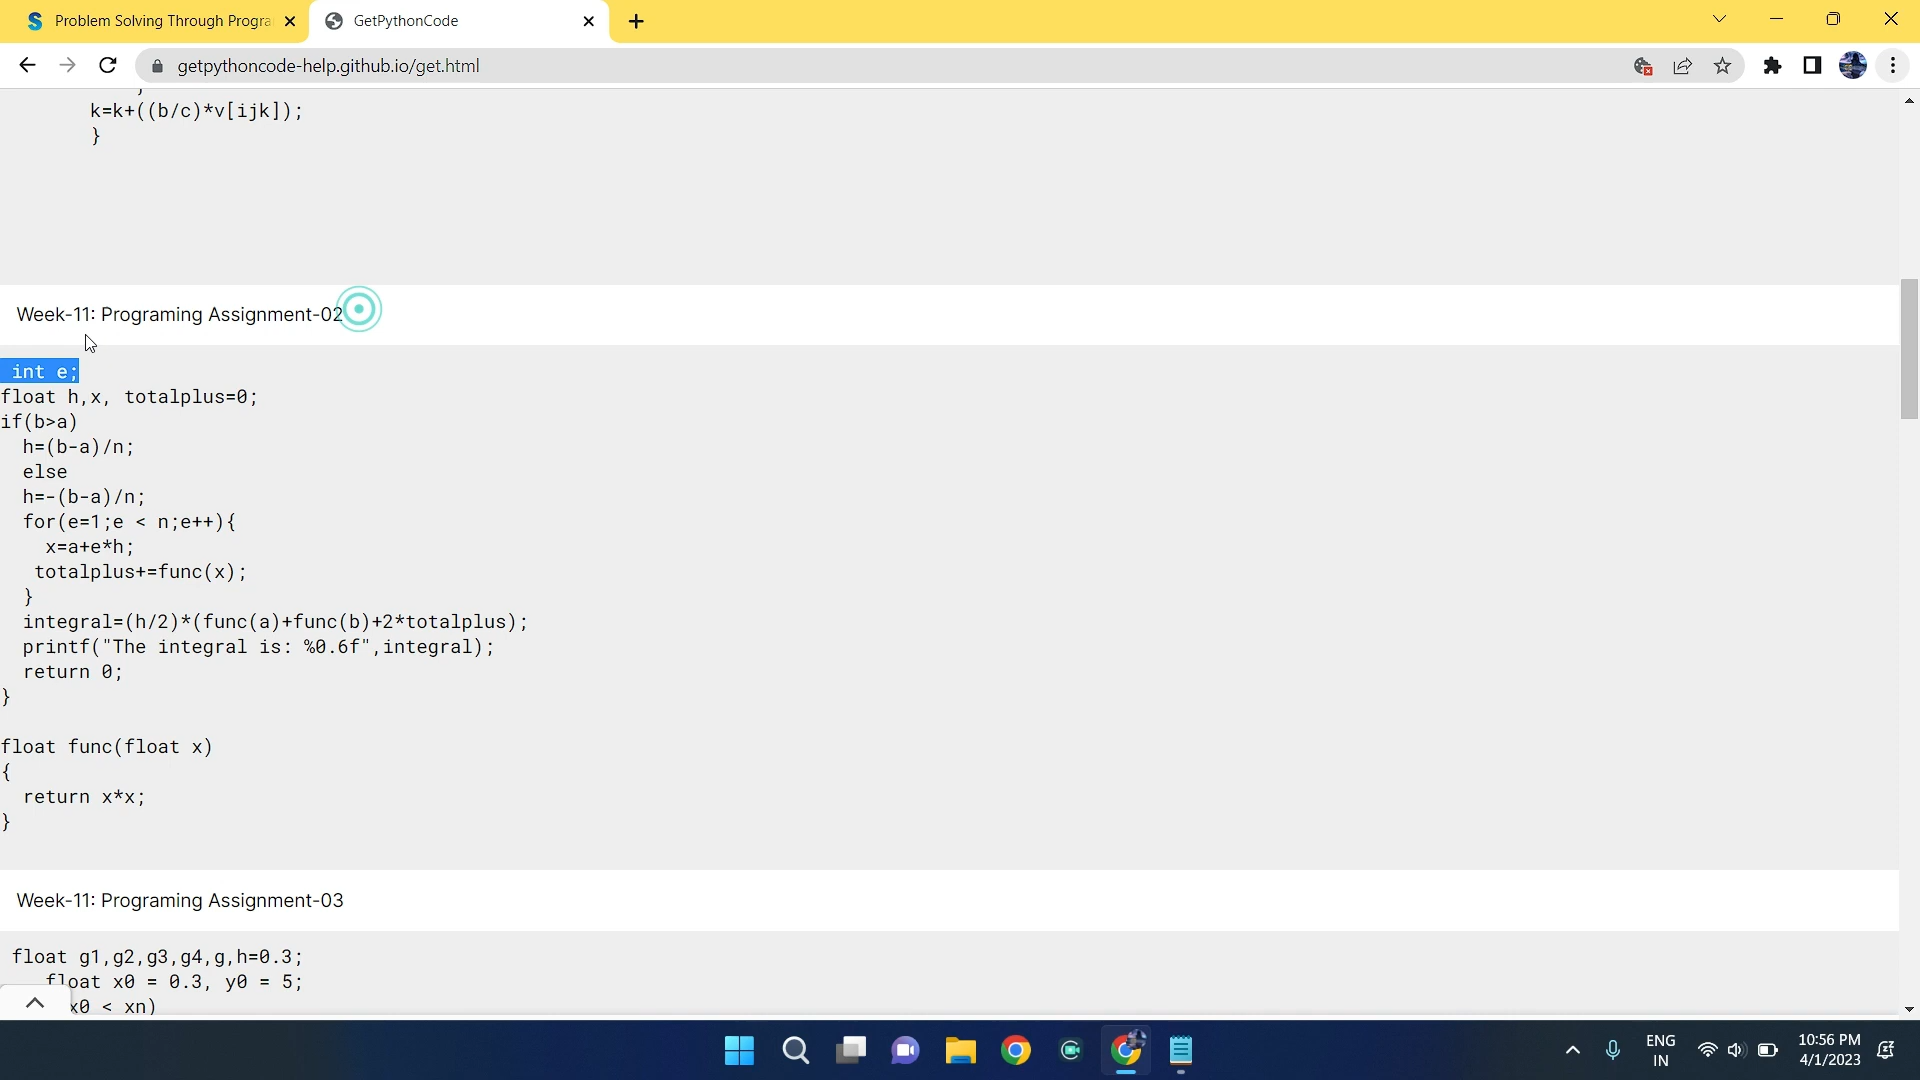 Problem Solving Through Progra
GetPythonCode
getpythoncode-help.github.io/get.html
}
k=k+((b/c)*v[ijk]);
}
Week-11: Programing Assignment-02
int e;
float h,x, totalplus=0;
if(b>a)
h=(b-a)/n;
else
h=-(b-a)/n;
for(e=1;e < n;e++){
x=a+e*h;
totalplus+=func(x);
}
integral=(h/2)*(func(a)+func(b)+2*totalplus);
printf("The integral is: %0.6f",integral);
return 0;
}
float func(float x)
{
return x*x;
}
Week-11: Programing Assignment-03
float g1,g2,g3,g4,g,h=0.3;
float x0 = 0.3, y0 = 5;
x0 < xn)
ENG
IN
10:56 PM
4/1/2023